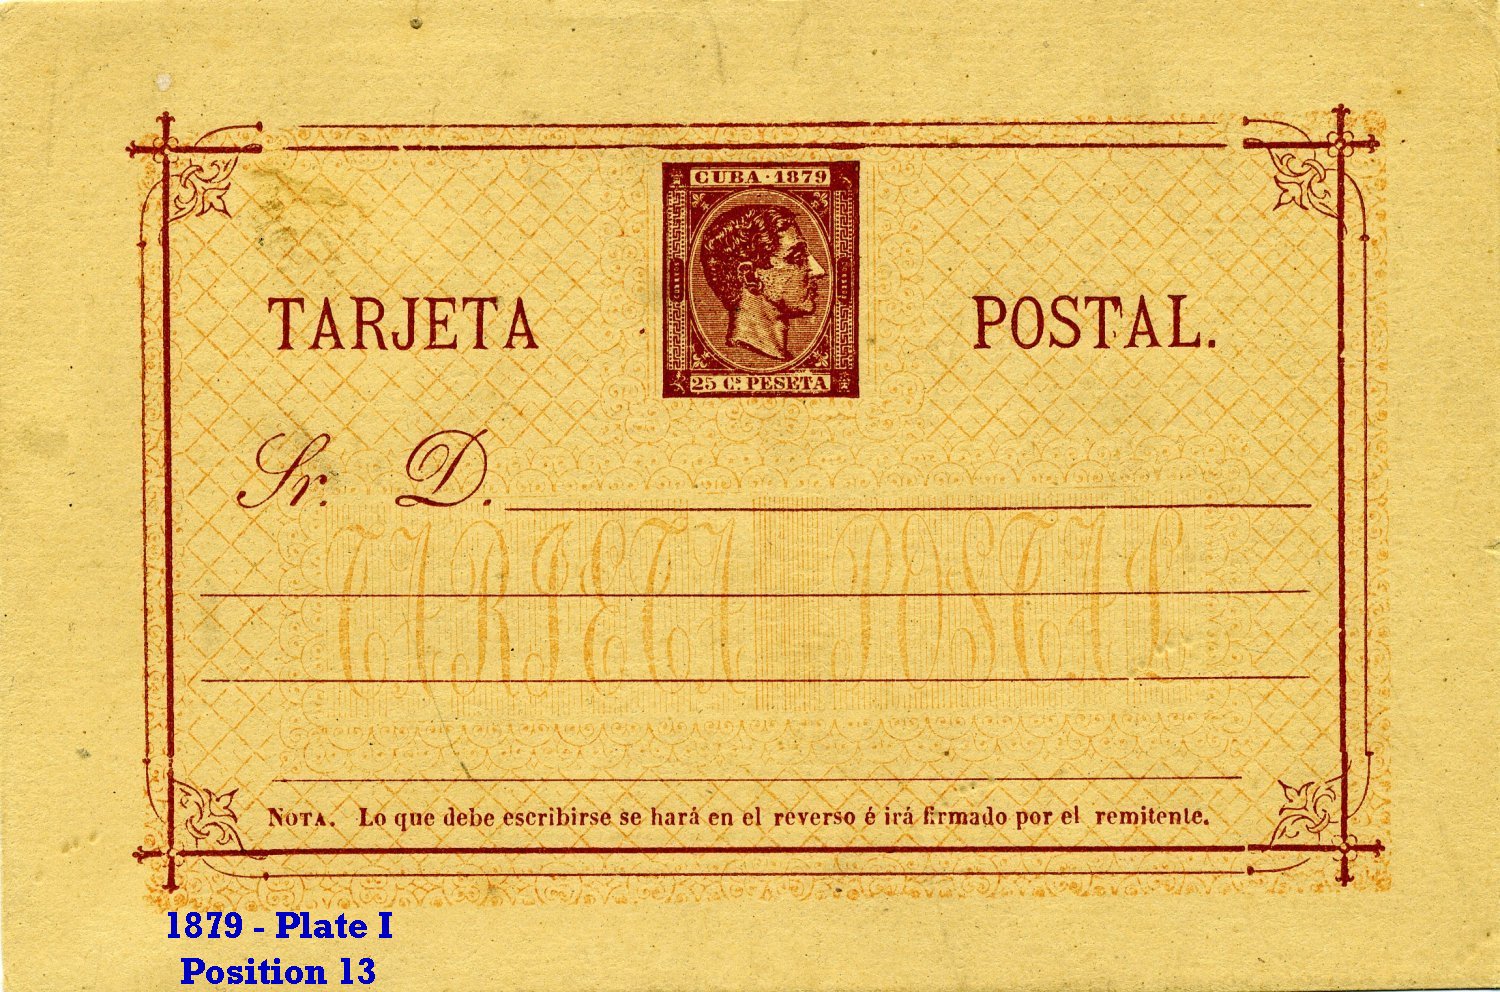 CUBA · 1879
25 Cs PESETA
TARJETA POSTAL.
Sr. D.
TARJETA POSTAL
NOTA. Lo que debe escribirse se hará en el reverso é irá firmado por el remitente.
1879 - Plate I
Position 13